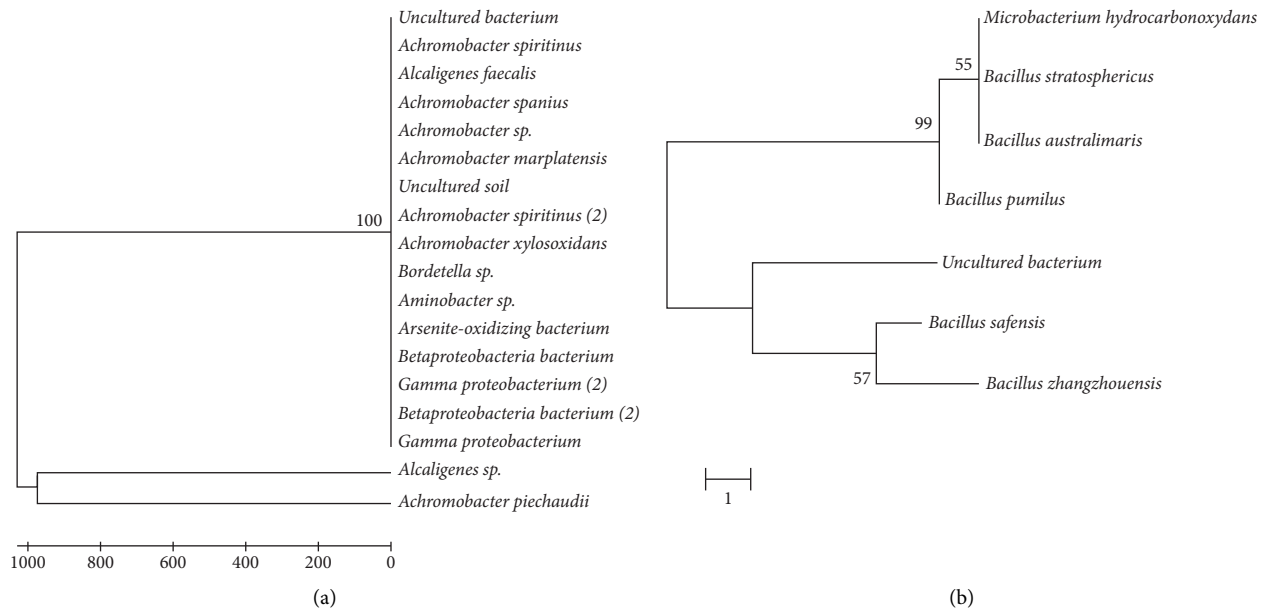 Uncultured bacterium
Achromobacter spiritinus
Alcaligenes faecalis
Achromobacter spanius
Achromobacter sp.
Achromobacter marplatensis
Uncultured soil
Achromobacter spiritinus (2)
100
Achromobacter xylosoxidans
Bordetella sp.
Aminobacter sp.
Arsenite-oxidizing bacterium
Betaproteobacteria bacterium
Gamma proteobacterium (2)
Betaproteobacteria bacterium (2)
Gamma proteobacterium
Alcaligenes sp.
Achromobacter piechaudii
1000 800 600 400 200 0
(a)
Microbacterium hydrocarbonoxydans
55
Bacillus stratosphericus
99
Bacillus australimaris
Bacillus pumilus
Uncultured bacterium
Bacillus safensis
57
Bacillus zhangzhouensis
1
(b)